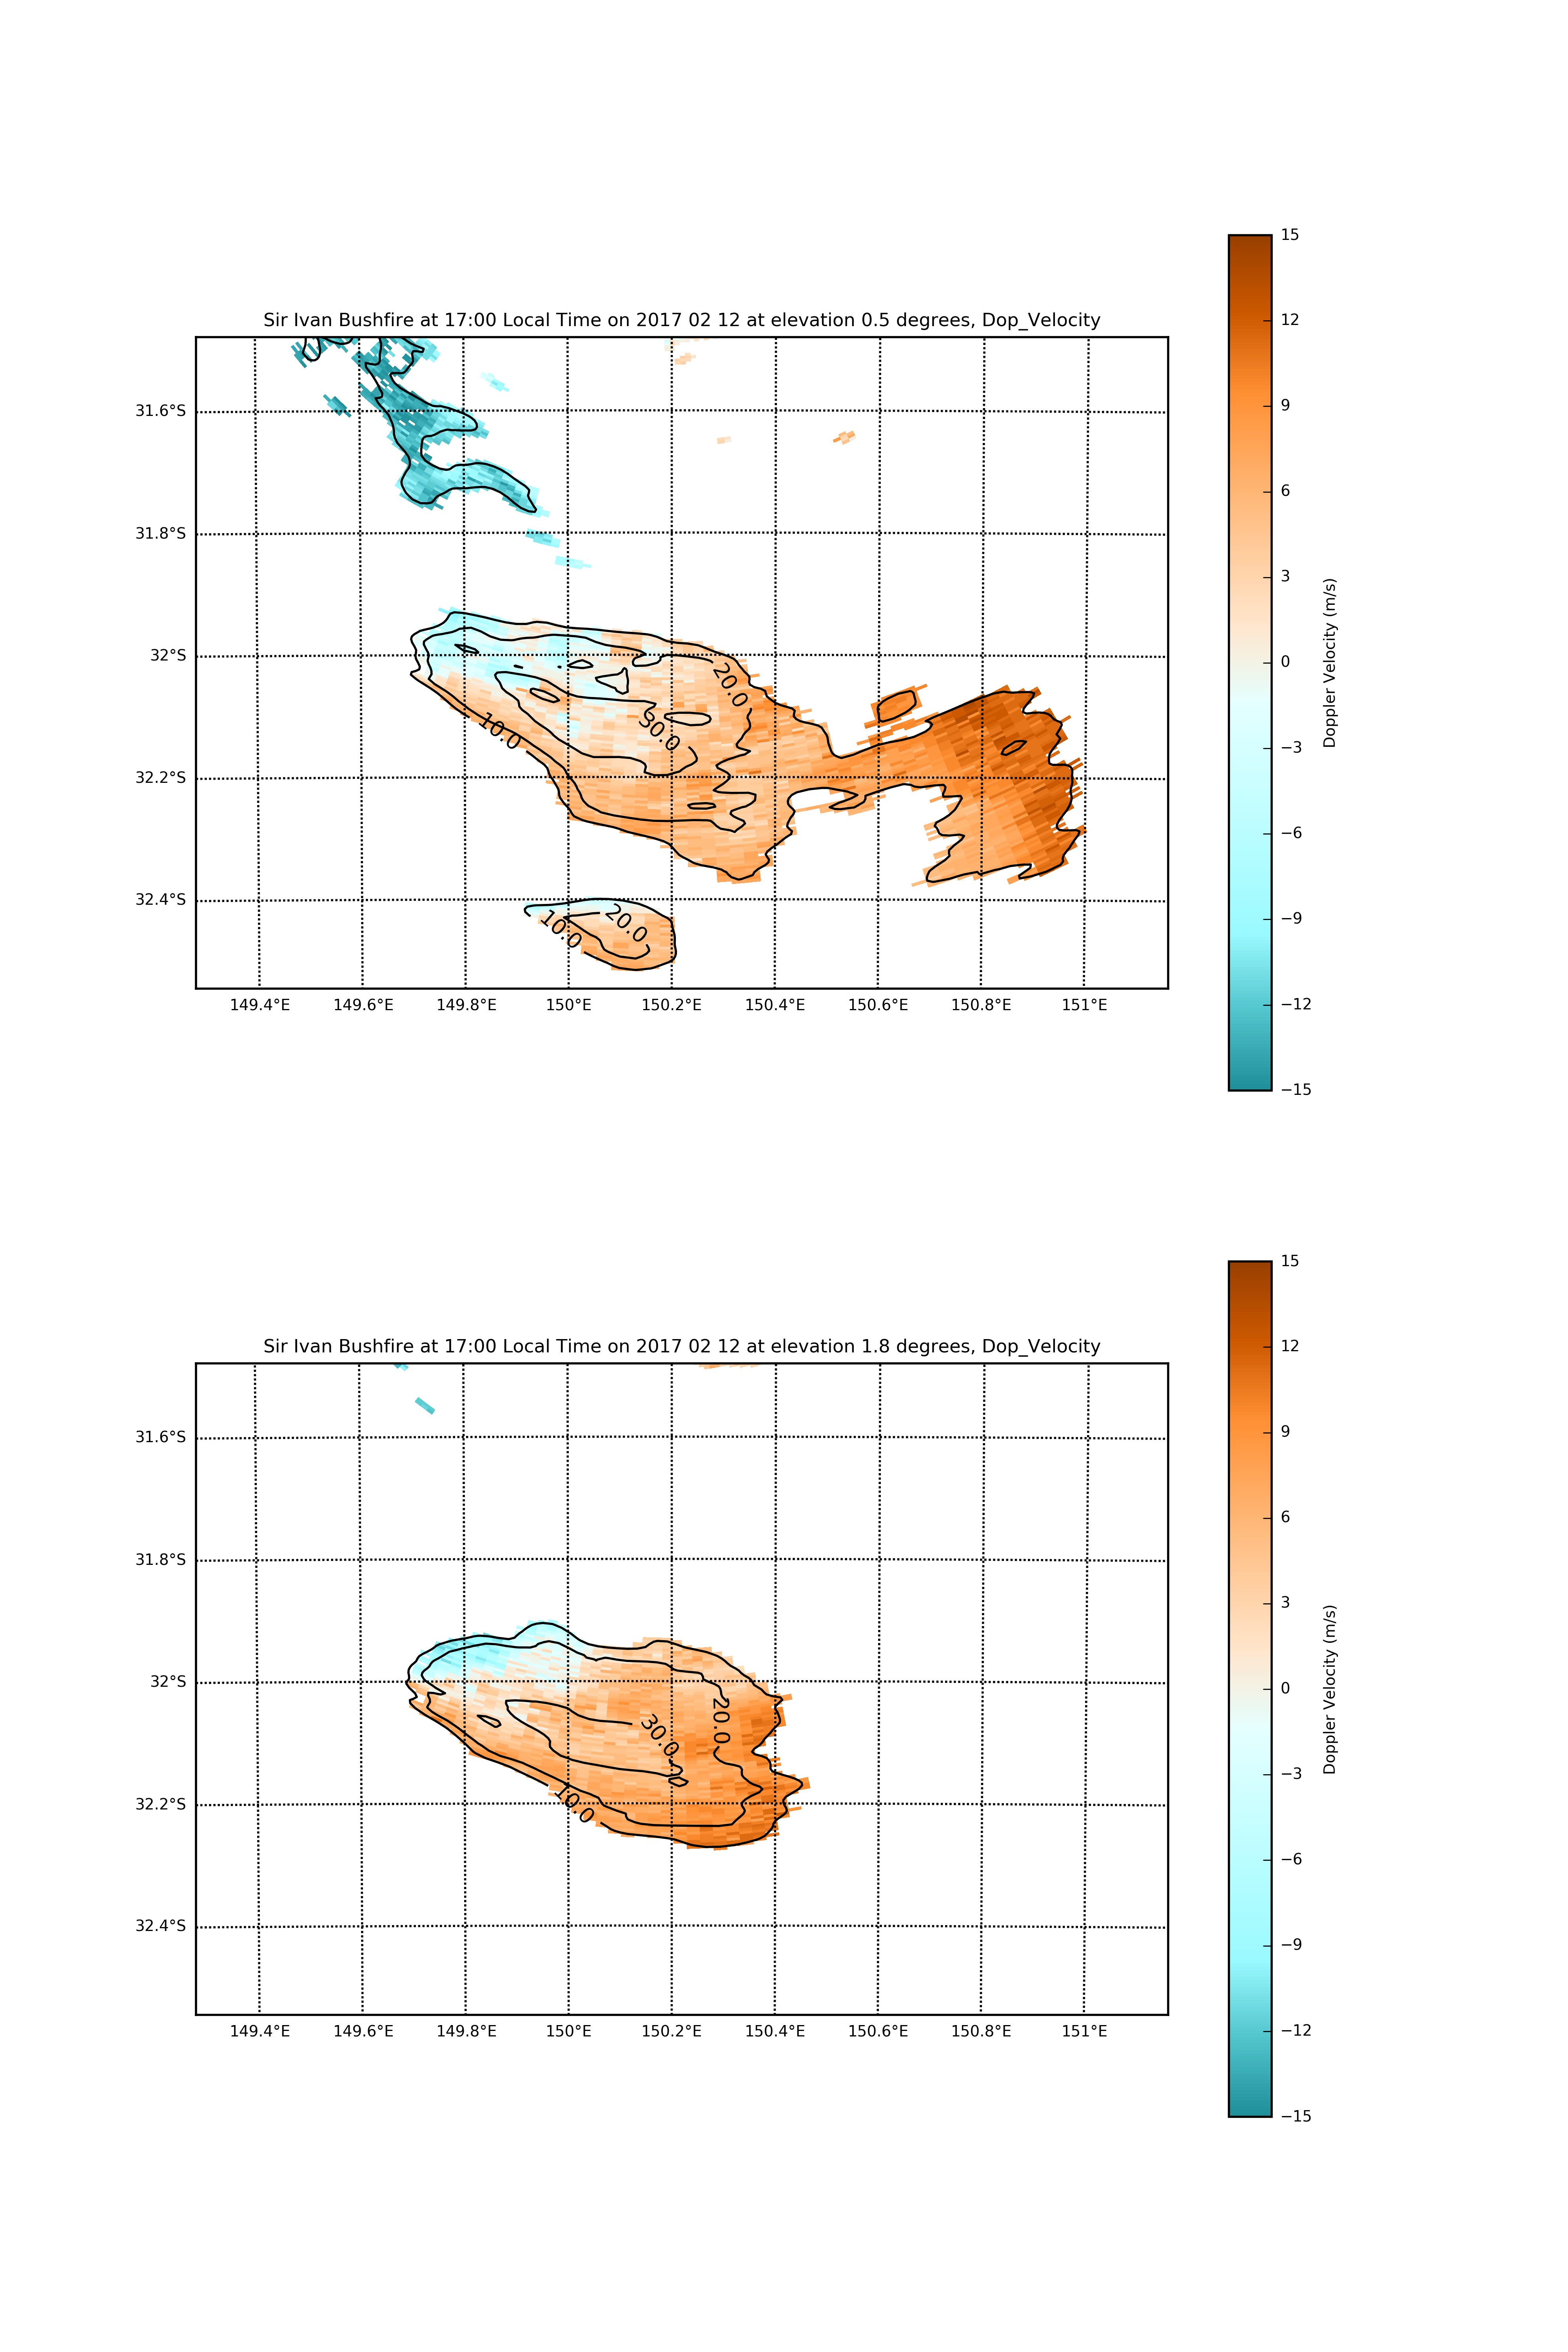 Sir Ivan Bushfire at 17:00 Local Time on 2017 02 12 at elevation 0.5 degrees, Dop_Velocity
31.6°S
31.8°S
32°S
32.2°S
32.4°S
149.4°E 149.6°E 149.8°E 150°E 150.2°E 150.4°E 150.6°E 150.8°E 151°E
20.0
30.0
10.0
20.0
10.0
15
12
9
6
3
0
−3
−6
−9
−12
−15
Doppler Velocity (m/s)
Sir Ivan Bushfire at 17:00 Local Time on 2017 02 12 at elevation 1.8 degrees, Dop_Velocity
31.6°S
31.8°S
32°S
32.2°S
32.4°S
149.4°E 149.6°E 149.8°E 150°E 150.2°E 150.4°E 150.6°E 150.8°E 151°E
20.0
30.0
10.0
15
12
9
6
3
0
−3
−6
−9
−12
−15
Doppler Velocity (m/s)